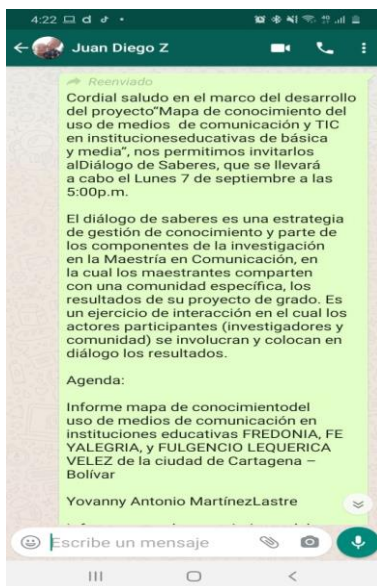 4:22
Juan Diego Z
Reenviado
Cordial saludo en el marco del desarrollo
del proyecto"Mapa de conocimiento del
uso de medios de comunicación y TIC
en institucioneseducativas de básica
y media", nos permitimos invitarlos
alDiálogo de Saberes, que se llevará
a cabo el Lunes 7 de septiembre a las
5:00p.m.
El diálogo de saberes es una estrategia
de gestión de conocimiento y parte de
los componentes de la investigación
en la Maestría en Comunicación, en
la cual los maestrantes comparten
con una comunidad específica, los
resultados de su proyecto de grado. Es
un ejercicio de interacción en el cual los
actores participantes (investigadores y
comunidad) se involucran y colocan en
diálogo los resultados.
Agenda:
Informe mapa de conocimientodel
uso de medios de comunicación en
instituciones educativas FREDONIA, FE
YALEGRIA, y FULGENCIO LEQUERICA
VELEZ de la ciudad de Cartagena –
Bolívar
Yovanny Antonio MartínezLastre
Escribe un mensaje